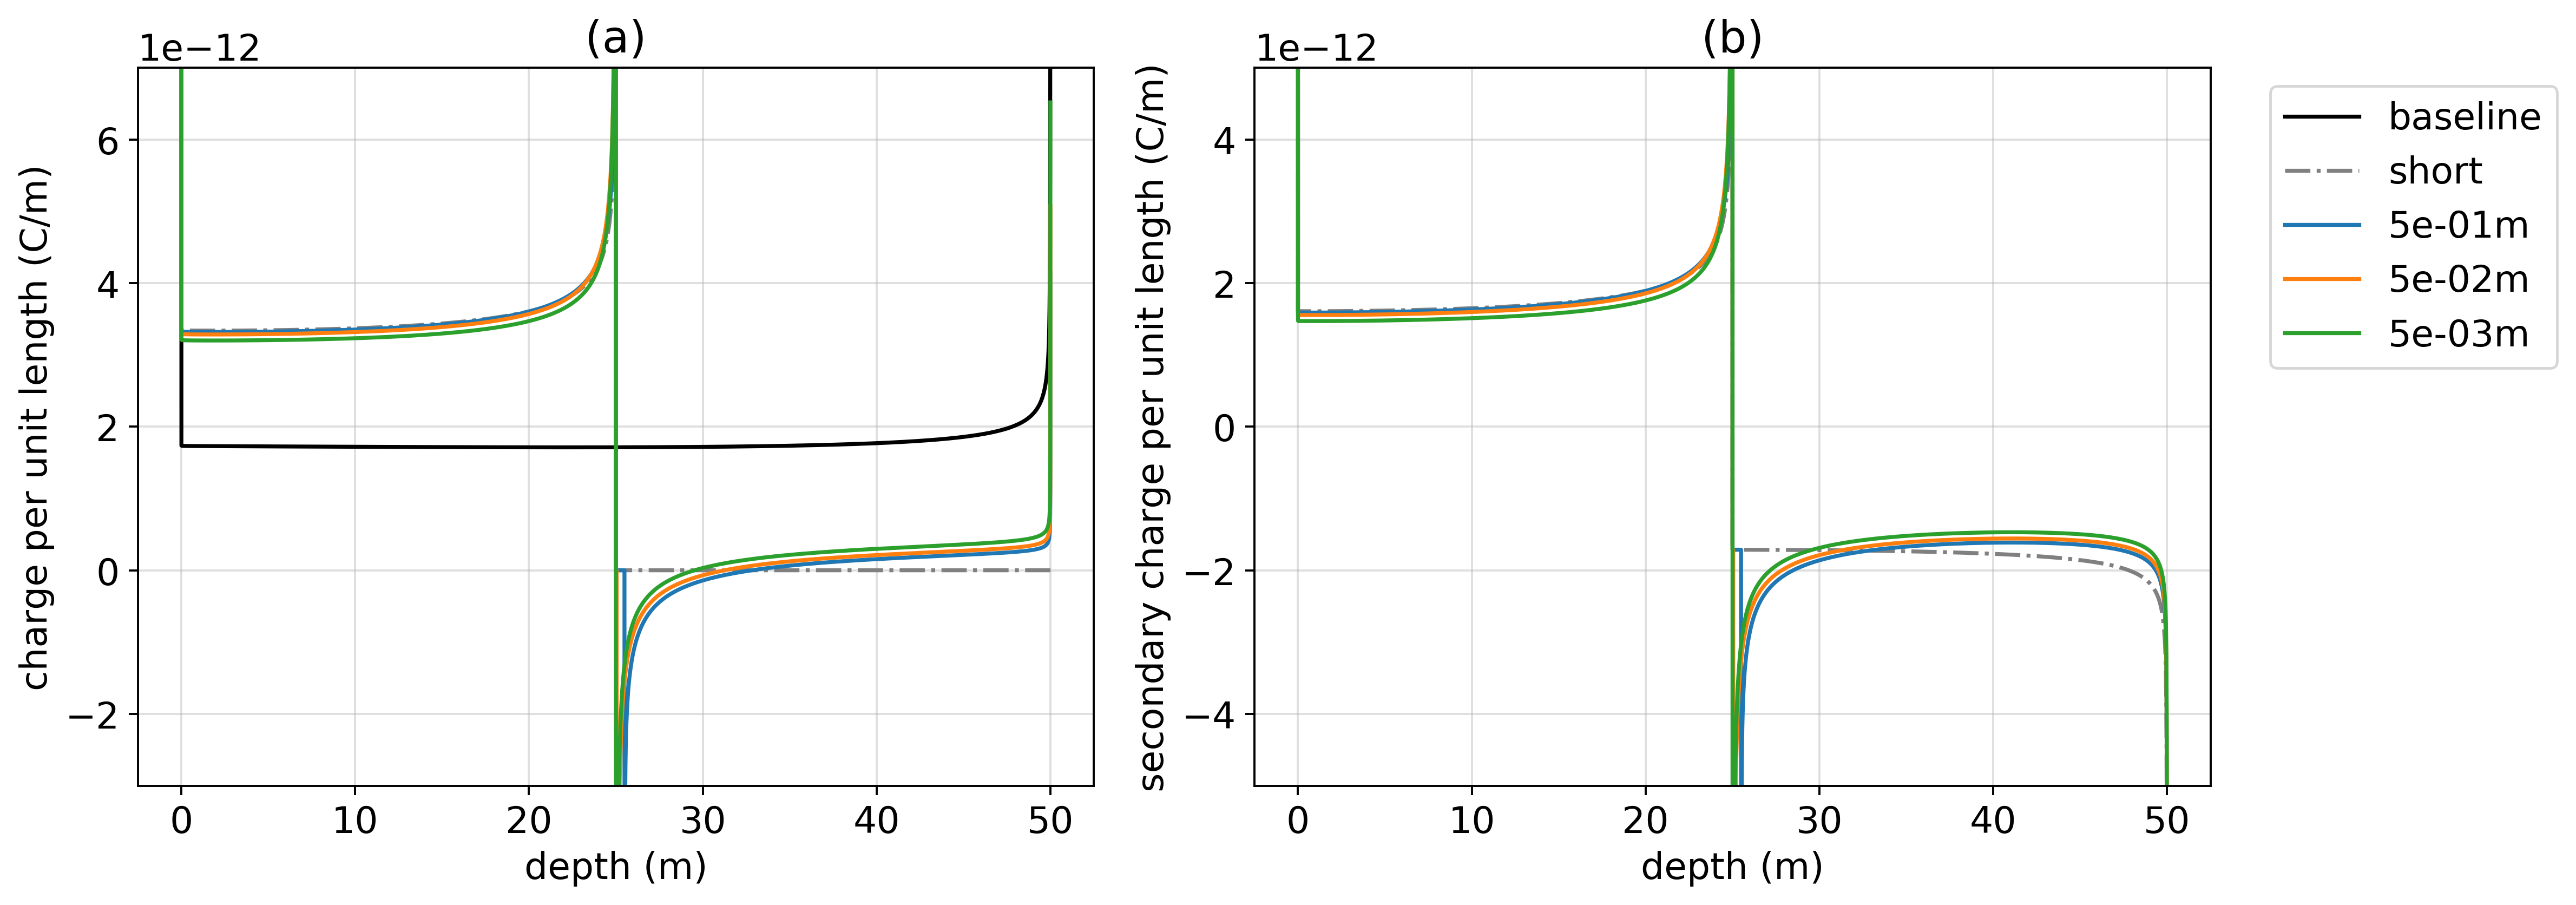 (a)
1e−12
charge per unit length (C/m)
6
4
2
0
−2
0 10 20 30 40 50
depth (m)
(b)
1e−12
secondary charge per unit length (C/m)
4
2
0
−2
−4
0 10 20 30 40 50
depth (m)
baseline
short
5e-01m
5e-02m
5e-03m